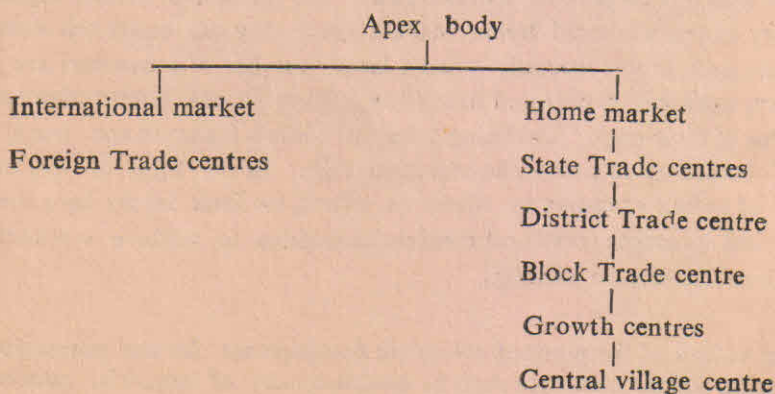 Apex body
International market
Home market
Foreign Trade centres
State Tradc centres
District Trade centre
Block Trade centre
Growth centres
Central village centre